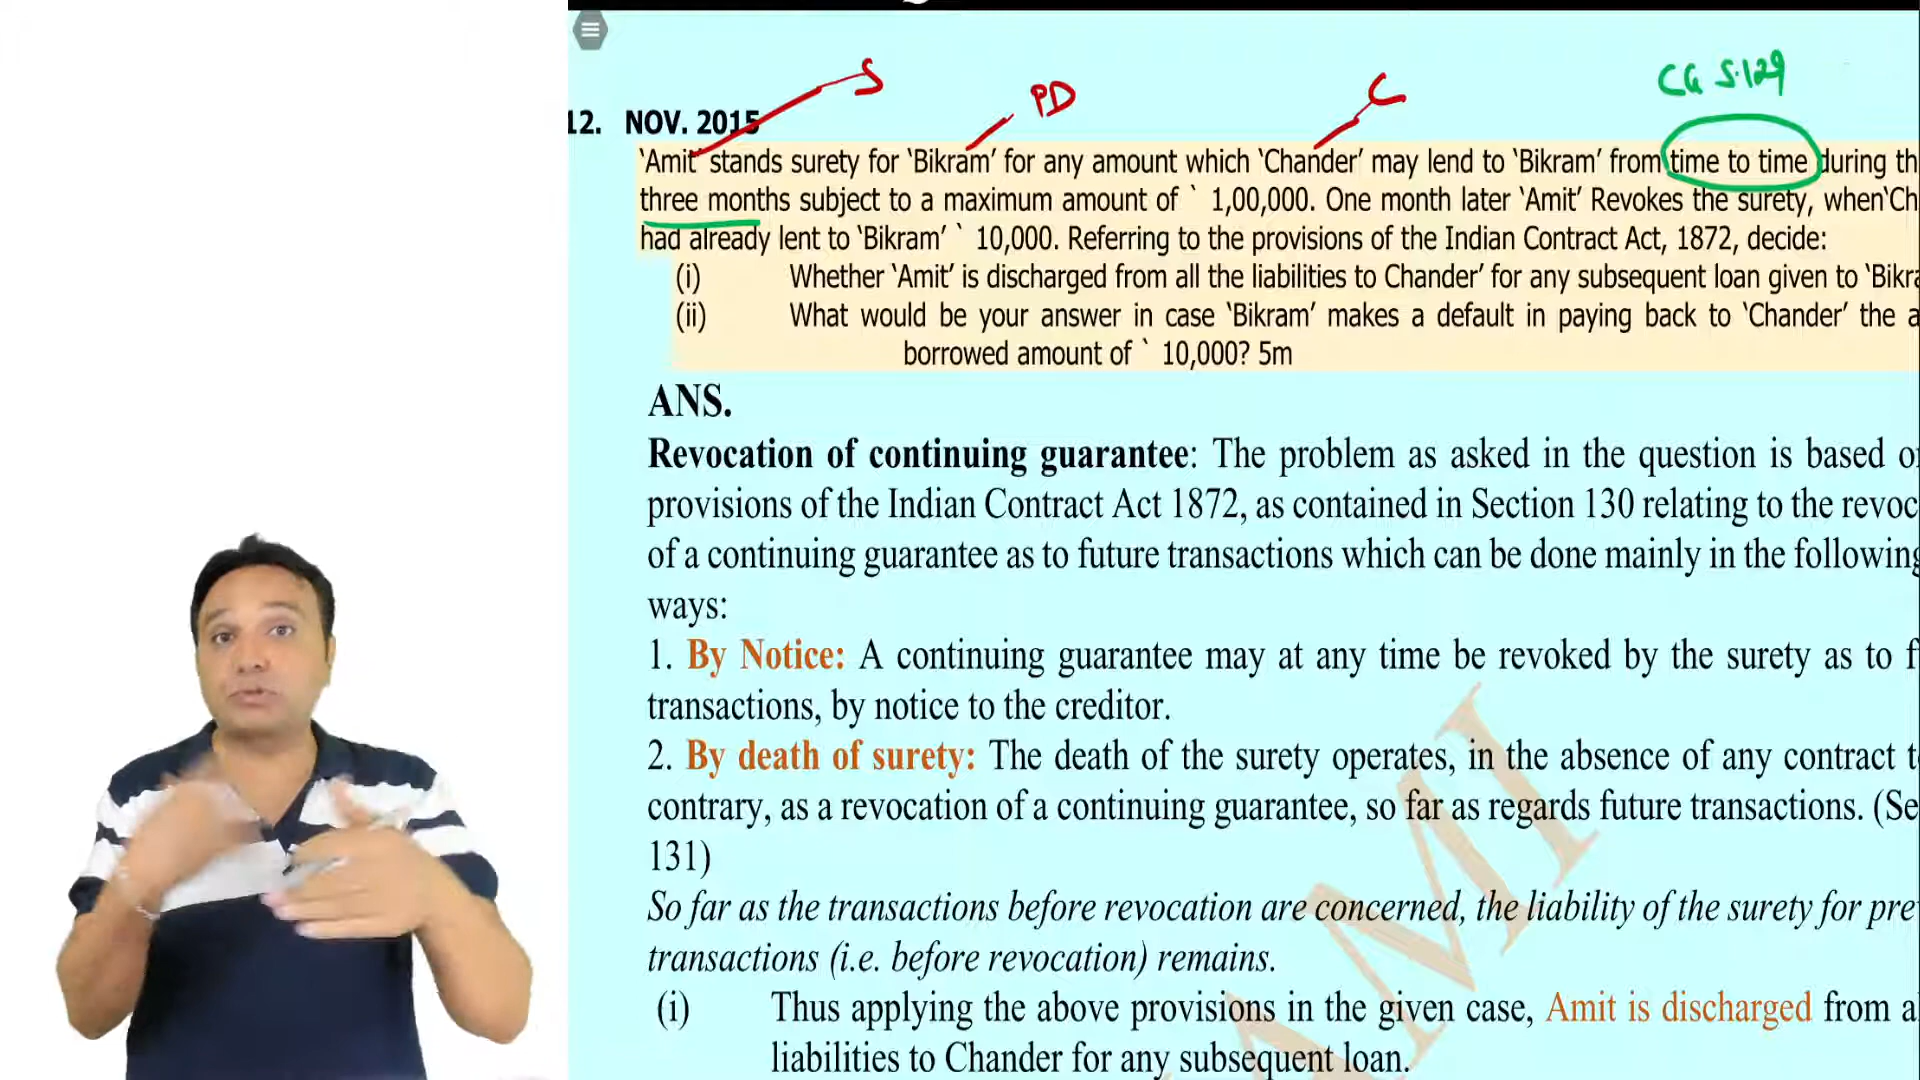 S
PD
C
CG S.129
12. NOV. 2015
‘Amit’ stands surety for ‘Bikram’ for any amount which ‘Chander’ may lend to ‘Bikram’ from time to time during th
three months subject to a maximum amount of ` 1,00,000. One month later ‘Amit’ Revokes the surety, when‘Ch
had already lent to ‘Bikram’ ` 10,000. Referring to the provisions of the Indian Contract Act, 1872, decide:
(i) Whether ‘Amit’ is discharged from all the liabilities to Chander’ for any subsequent loan given to ‘Bikra
(ii) What would be your answer in case ‘Bikram’ makes a default in paying back to ‘Chander’ the a
borrowed amount of ` 10,000? 5m
ANS.
Revocation of continuing guarantee: The problem as asked in the question is based o
provisions of the Indian Contract Act 1872, as contained in Section 130 relating to the revoc
of a continuing guarantee as to future transactions which can be done mainly in the following
ways:
1. By Notice: A continuing guarantee may at any time be revoked by the surety as to f
transactions, by notice to the creditor.
2. By death of surety: The death of the surety operates, in the absence of any contract t
contrary, as a revocation of a continuing guarantee, so far as regards future transactions. (Se
131)
So far as the transactions before revocation are concerned, the liability of the surety for pre
transactions (i.e. before revocation) remains.
(i) Thus applying the above provisions in the given case, Amit is discharged from a
liabilities to Chander for any subsequent loan.